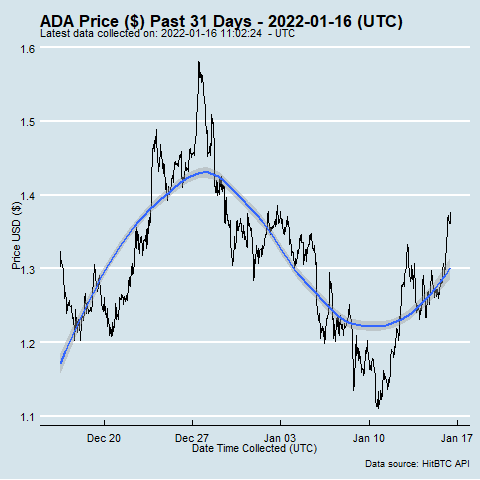 ADA Price ($) Past 31 Days - 2022-01-16 (UTC)
Latest data collected on: 2022-01-16 11:02:24  - UTC
1.6
1.5
1.4
1.3
1.2
1.1
Price USD ($)
Dec 20
Dec 27
Jan 03
Jan 10
Jan 17
Date Time Collected (UTC)
Data source: HitBTC API